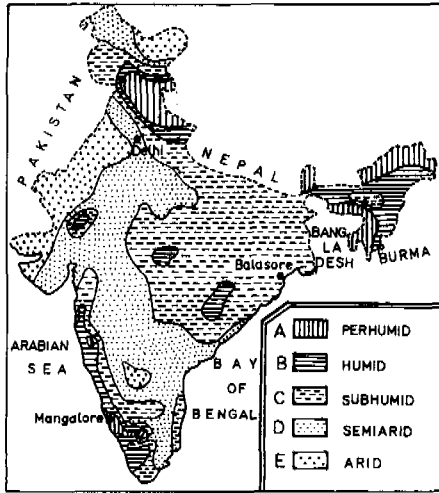 PAKISTAN
Delhi
NEPAL
BANG
LA
DESH
BURMA
Balasore
ARABIAN
SEA
BAY
OF
BENGAL
Mangalore
A PERHUMID
B HUMID
C SUBHUMID
D SEMIARID
E ARID